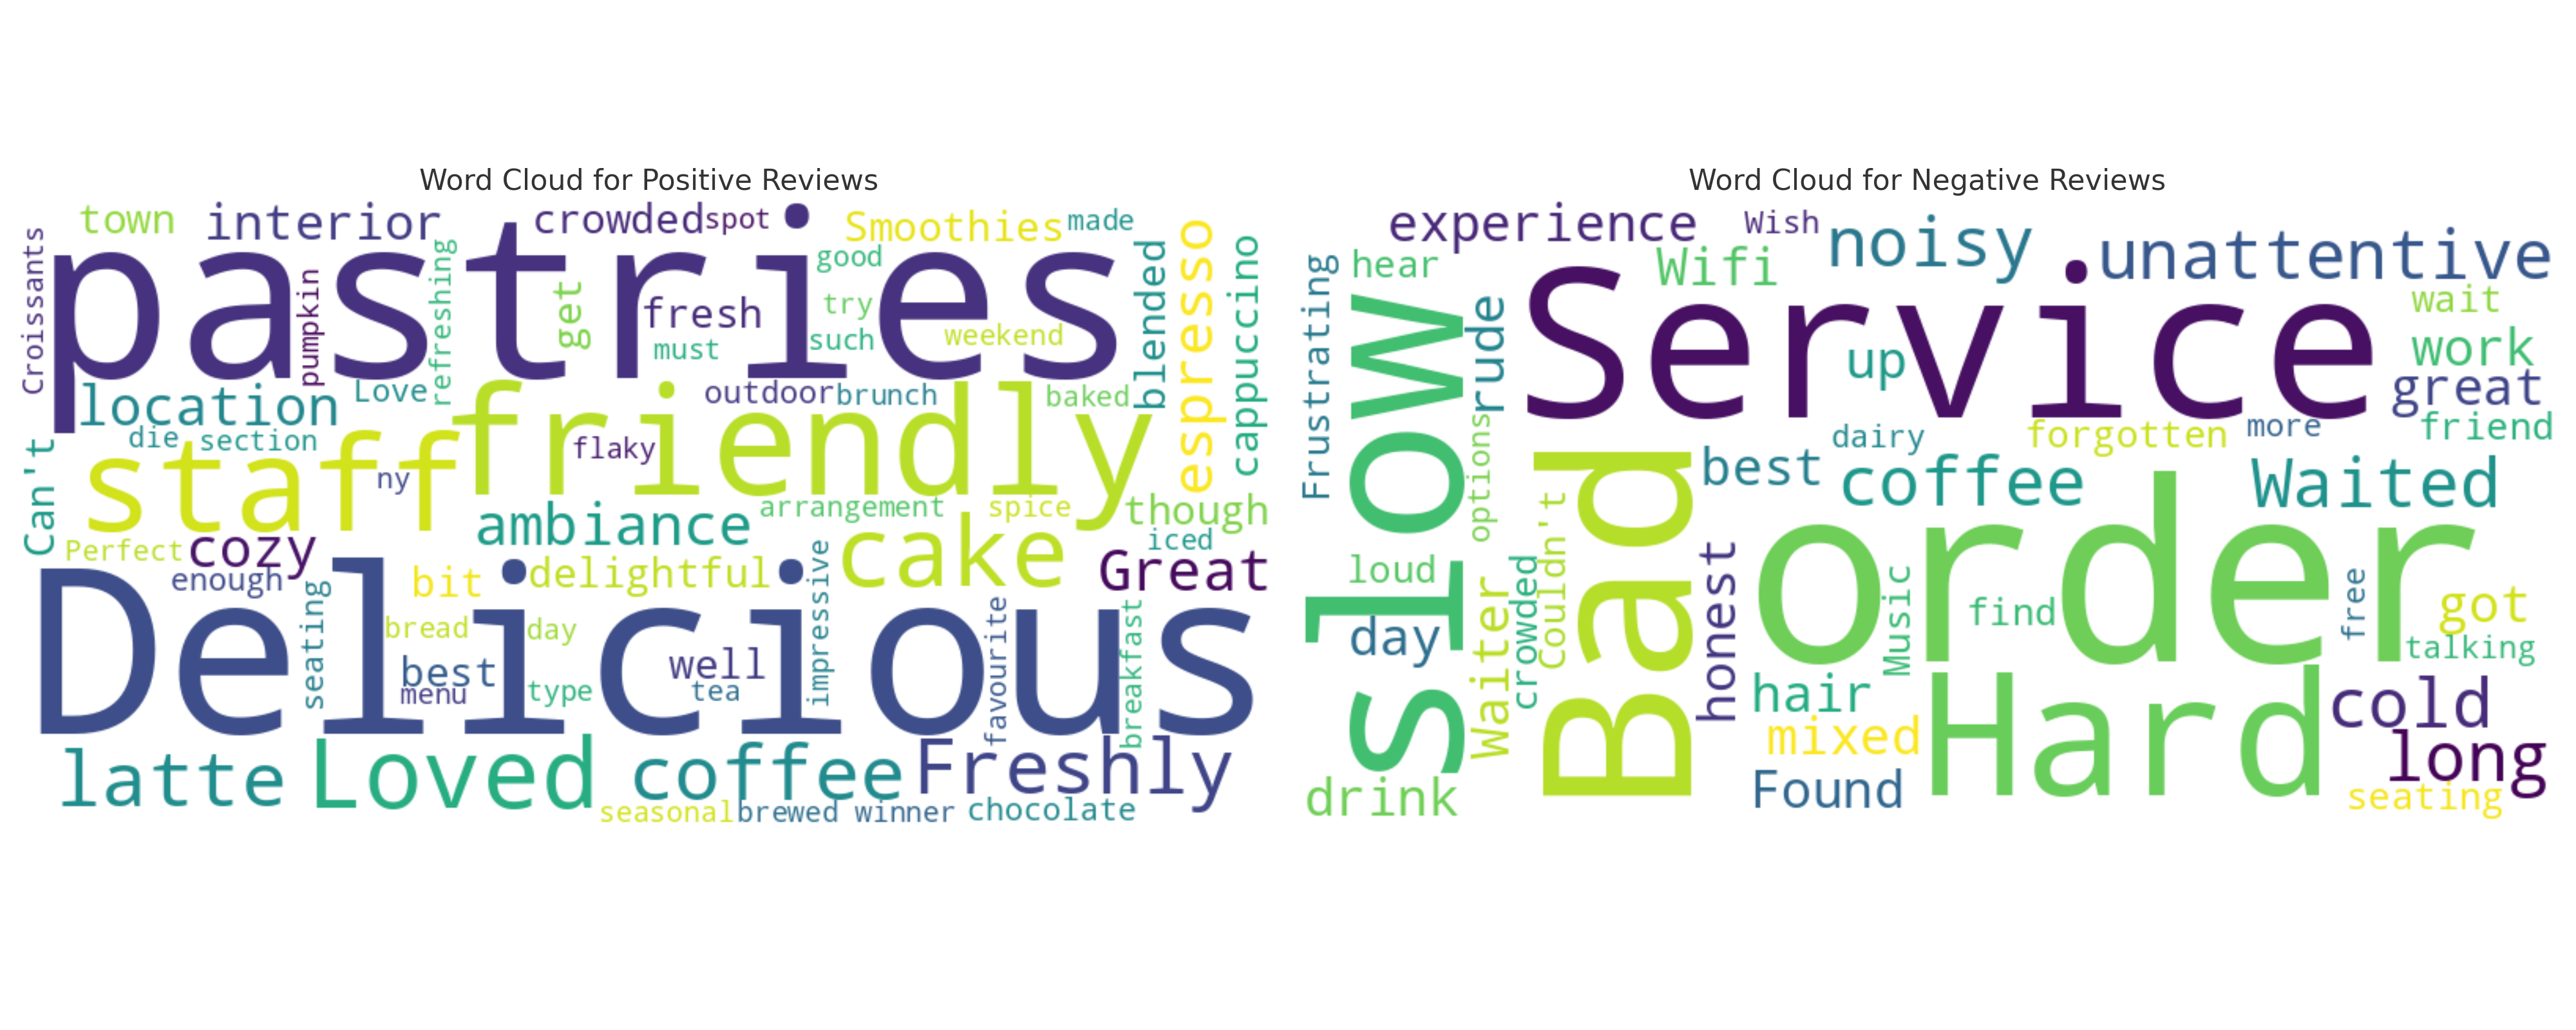 Word Cloud for Positive Reviews
town
interior
crowded
spot
Smoothies
made
Croissants
pastries
pumpkin
refreshing
get
fresh
must
good
try
such
weekend
blended
espresso
cappuccino
location
Love
outdoor
brunch
baked
die
section
friendly
flaky
Can't
staff
ny
ambiance
arrangement
spice
though
Perfect
cozy
iced
enough
bit
delightful
impressive
cake
Great
Delicious
seating
bread
day
best
menu
type
well
tea
favourite
breakfast
latte
Loved
coffee
Freshly
seasonal
brewed
winner
chocolate
Word Cloud for Negative Reviews
experience
Wish
noisy
unattentive
Frustrating
hear
Wifi
Service
slow
rude
up
wait
work
great
options
dairy
forgotten
more
friend
Bad
best
coffee
Waited
Couldn't
loud
crowded
honest
order
Music
find
free
got
talking
day
Waiter
hair
mixed
Hard
cold
long
Found
drink
seating